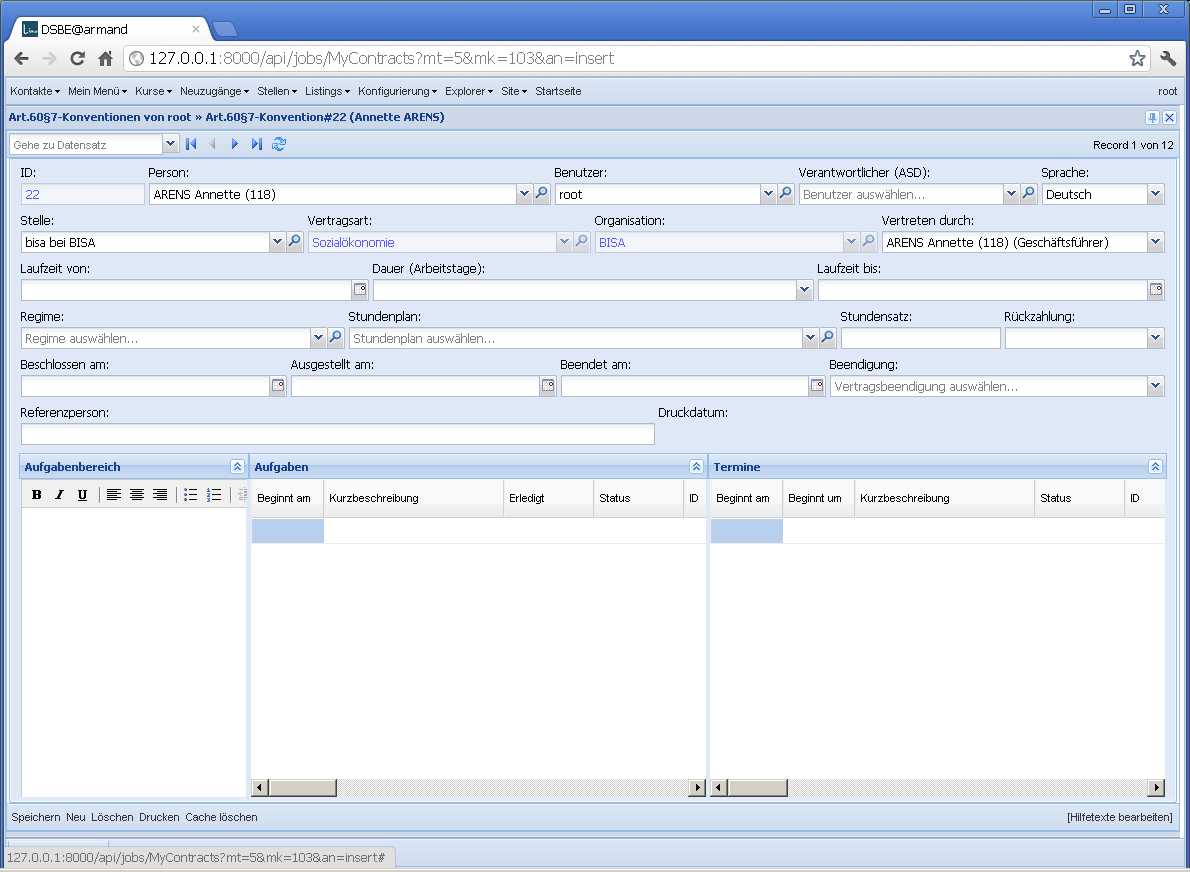 DSBE@armand
127.0.0.1:8000/api/jobs/MyContracts?mt=5&mk=103&an=insert
Kontakte Mein Menü Kurse Neuzugänge Stellen Listings Konfigurierung Explorer Site Startseite root
Art.60§7-Konventionen von root » Art.60§7-Konvention#22 (Annette ARENS)
Gehe zu Datensatz Record 1 von 12
ID: Person: Benutzer: Verantwortlicher (ASD): Sprache:
22 ARENS Annette (118) root Benutzer auswählen... Deutsch
Stelle: Vertragsart: Organisation: Vertreten durch:
bisa bei BISA Sozialökonomie BISA ARENS Annette (118) (Geschäftsführer)
Laufzeit von: Dauer (Arbeitstage): Laufzeit bis:
Regime: Stundenplan: Stundensatz: Rückzahlung:
Regime auswählen... Stundenplan auswählen...
Beschlossen am: Ausgestellt am: Beendet am: Beendigung:
Vertragsbeendigung auswählen...
Referenzperson: Druckdatum:
Aufgabenbereich Aufgaben Termine
B I U Beginnt am Kurzbeschreibung Erledigt Status ID Beginnt am Beginnt um Kurzbeschreibung Status ID
Speichern Neu Löschen Drucken Cache löschen [Hilfetexte bearbeiten]
127.0.0.1:8000/api/jobs/MyContracts?mt=5&mk=103&an=insert#